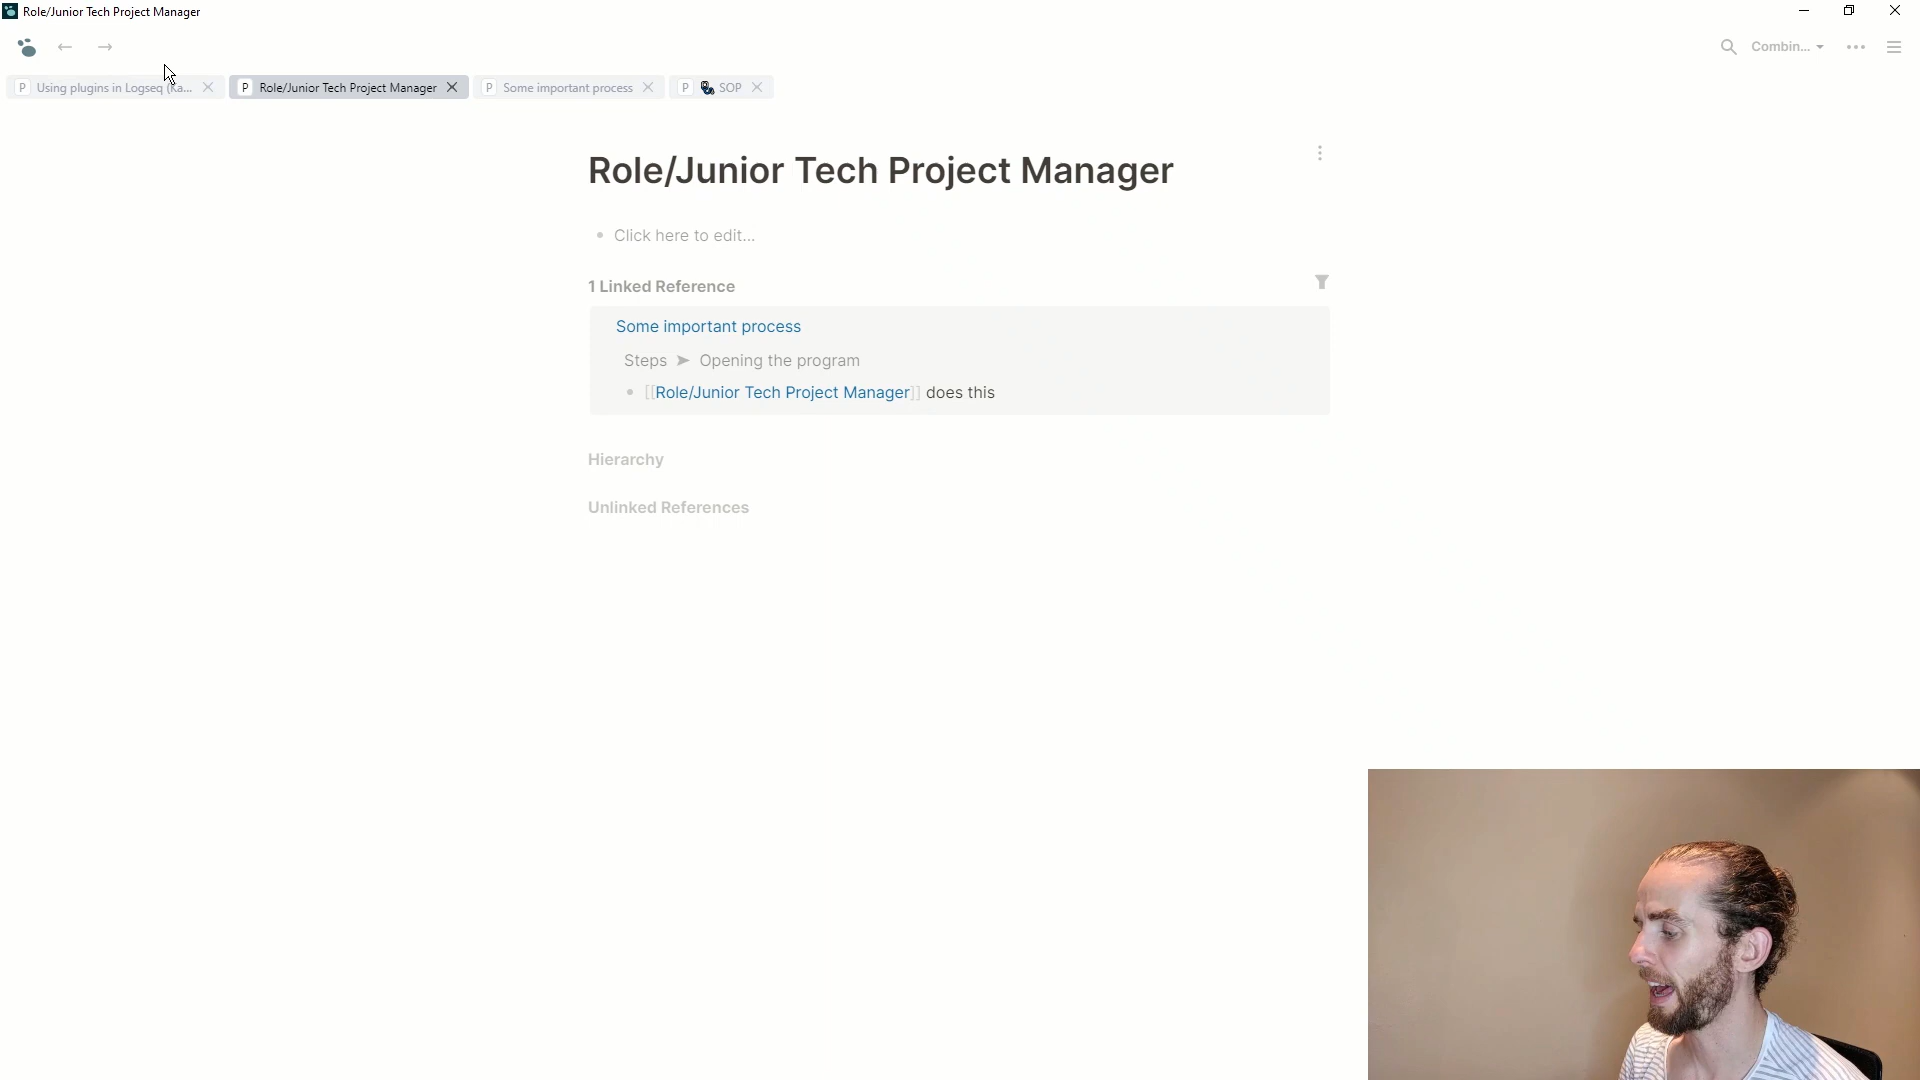 Role/Junior Tech Project Manager
Combin...
P Using plugins in Logseq (Ka...
P Role/Junior Tech Project Manager
P Some important process
P SOP
Role/Junior Tech Project Manager
Click here to edit...
1 Linked Reference
Some important process
Steps ➤ Opening the program
[[Role/Junior Tech Project Manager]] does this
Hierarchy
Unlinked References